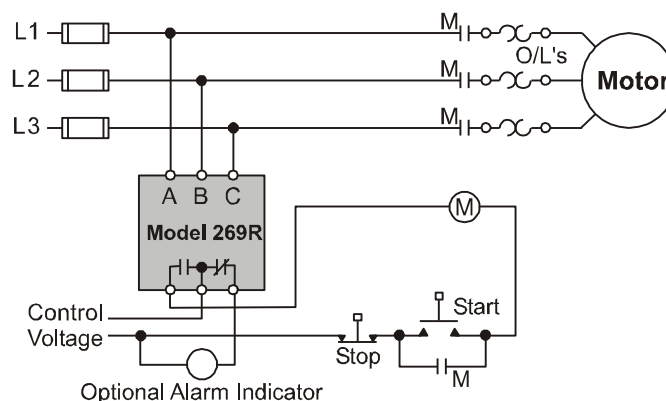 L1
M
O/L's
L2
M
Motor
L3
M
A B C
Model 269R
M
Control
Voltage
Start
Stop
M
Optional Alarm Indicator